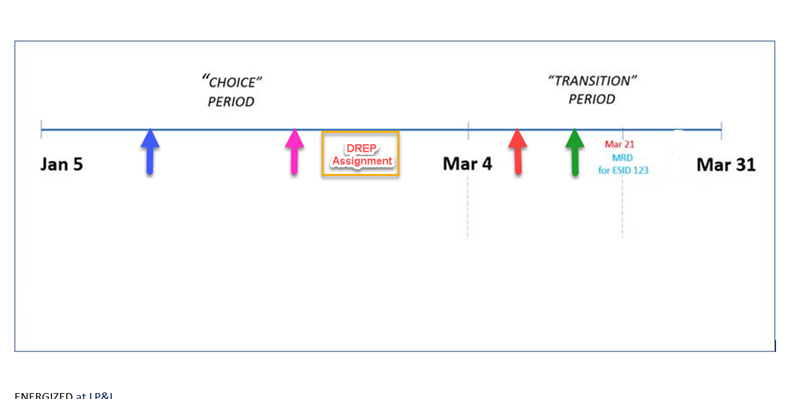 “CHOICE”
PERIOD
“TRANSITION”
PERIOD
Jan 5
DREP
Assignment
Mar 4
Mar 21
MRD
for ESID 123
Mar 31
ENERGIZED at LP&L